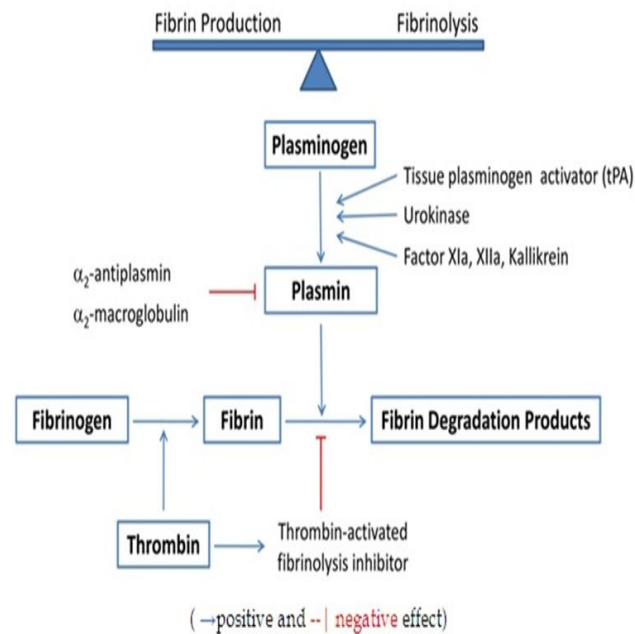 Fibrin Production Fibrinolysis
Plasminogen
Tissue plasminogen activator (tPA)
Urokinase
Factor XIa, XIIa, Kallikrein
α₂-antiplasmin
α₂-macroglobulin
Plasmin
Fibrinogen Fibrin Fibrin Degradation Products
Thrombin
Thrombin-activated
fibrinolysis inhibitor
( →positive and --| negative effect)